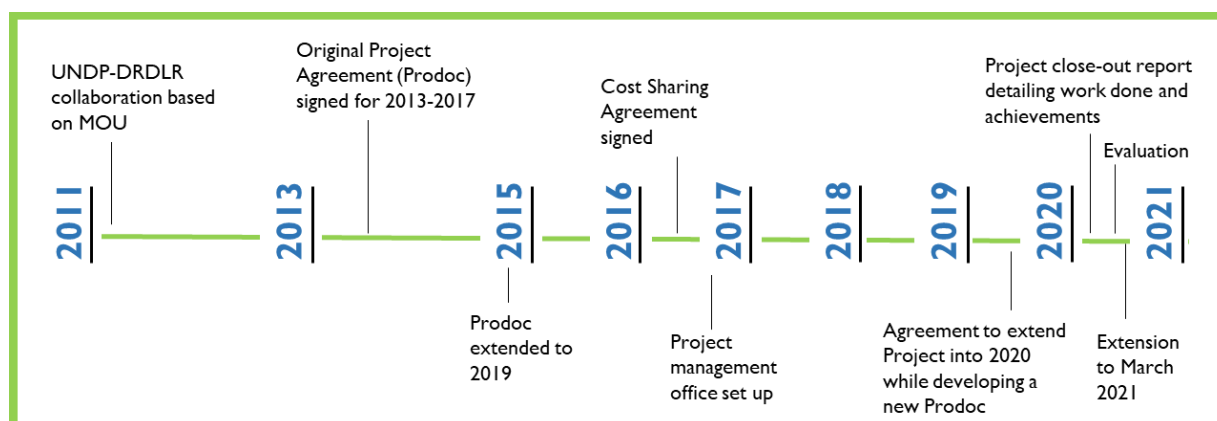 UNDP-DRDLR
collaboration based
on MOU
Original Project
Agreement (Prodoc)
signed for 2013-2017
Cost Sharing
Agreement
signed
Project close-out report
detailing work done and
achievements
Evaluation
2011
2013
2015
2016
2017
2018
2019
2020
2021
Prodoc
extended to
2019
Project
management
office set up
Agreement to extend
Project into 2020
while developing a
new Prodoc
Extension
to March
2021